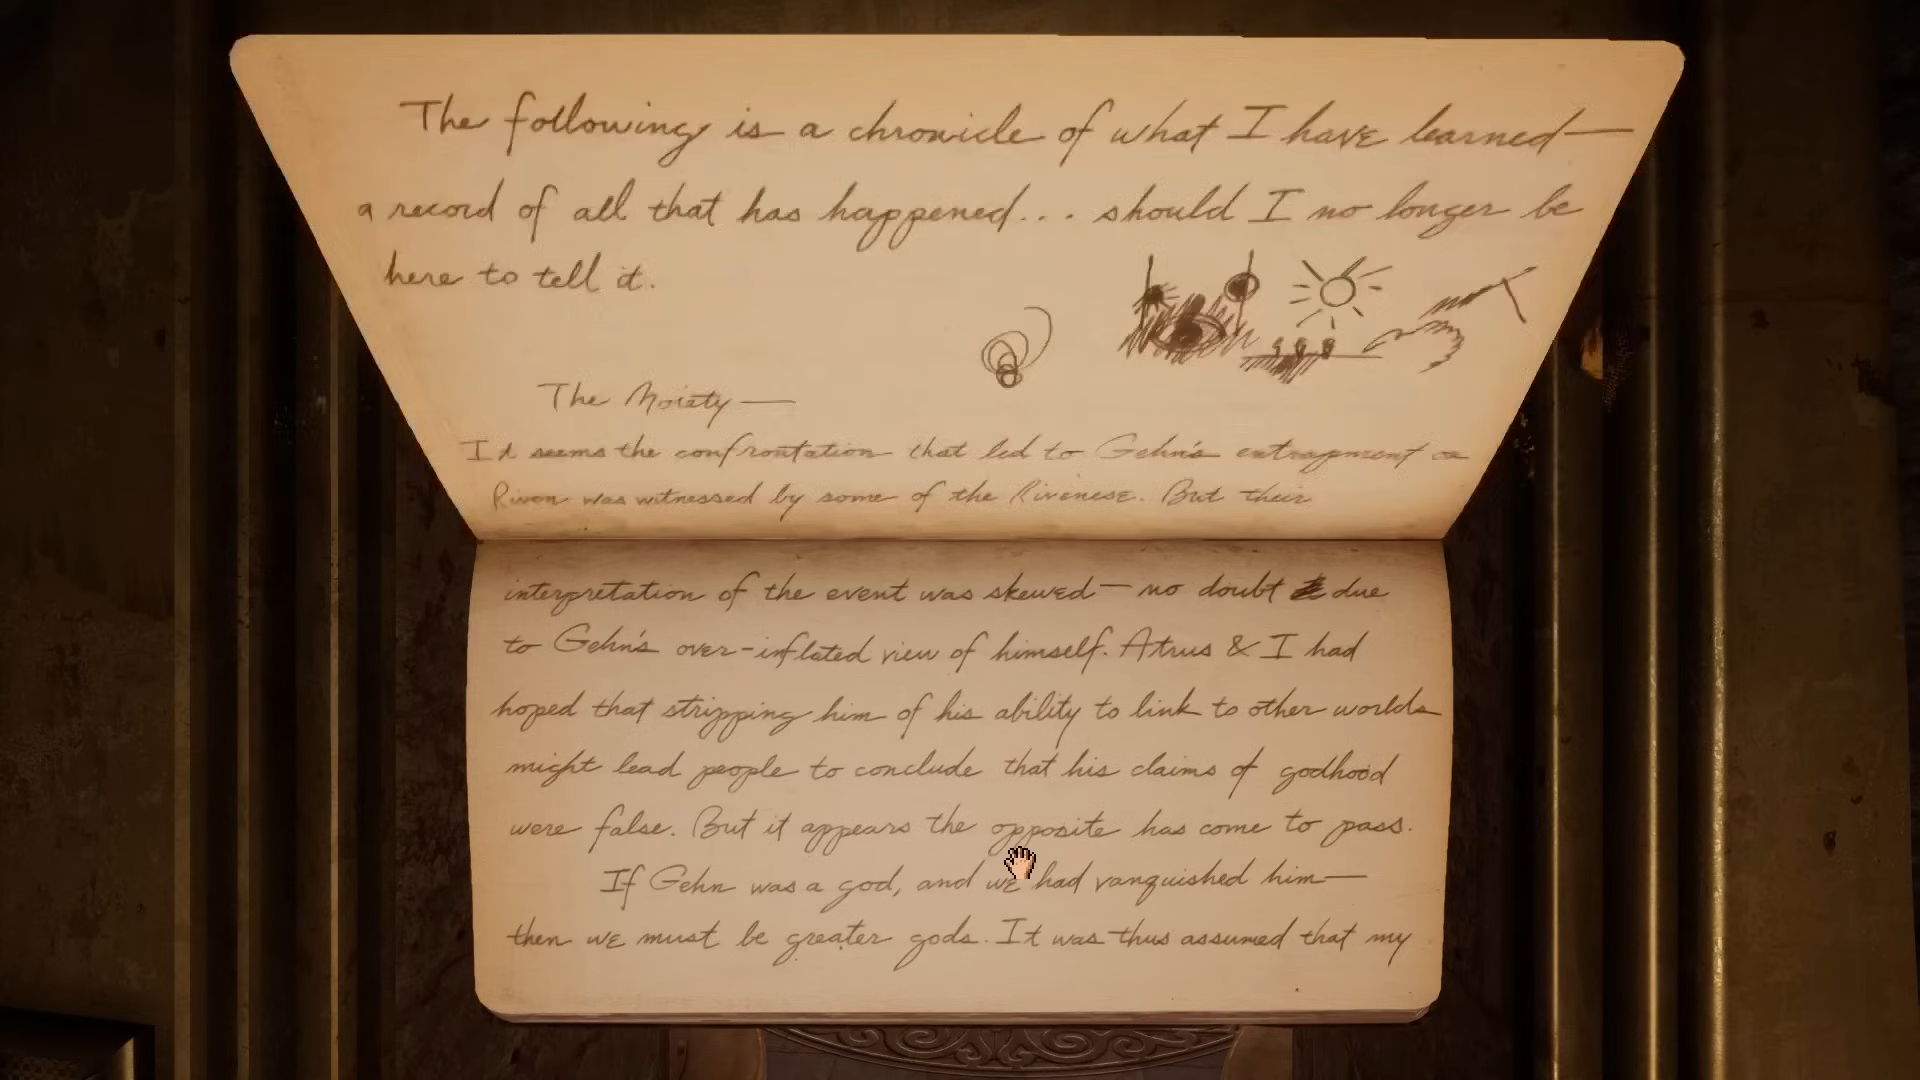 The following is a chronicle of what I have learned—
a record of all that has happened... should I no longer be
here to tell it.
The Moiety—
It seems the confrontation that led to Gehn's entrapment on
Riven was witnessed by some of the Rivenese. But their
interpretation of the event was skewed— no doubt due
to Gehn's over-inflated view of himself. Atrus & I had
hoped that stripping him of his ability to link to other worlds
might lead people to conclude that his claims of godhood
were false. But it appears the opposite has come to pass.
If Gehn was a god, and we had vanquished him—
then we must be greater gods. It was thus assumed that my